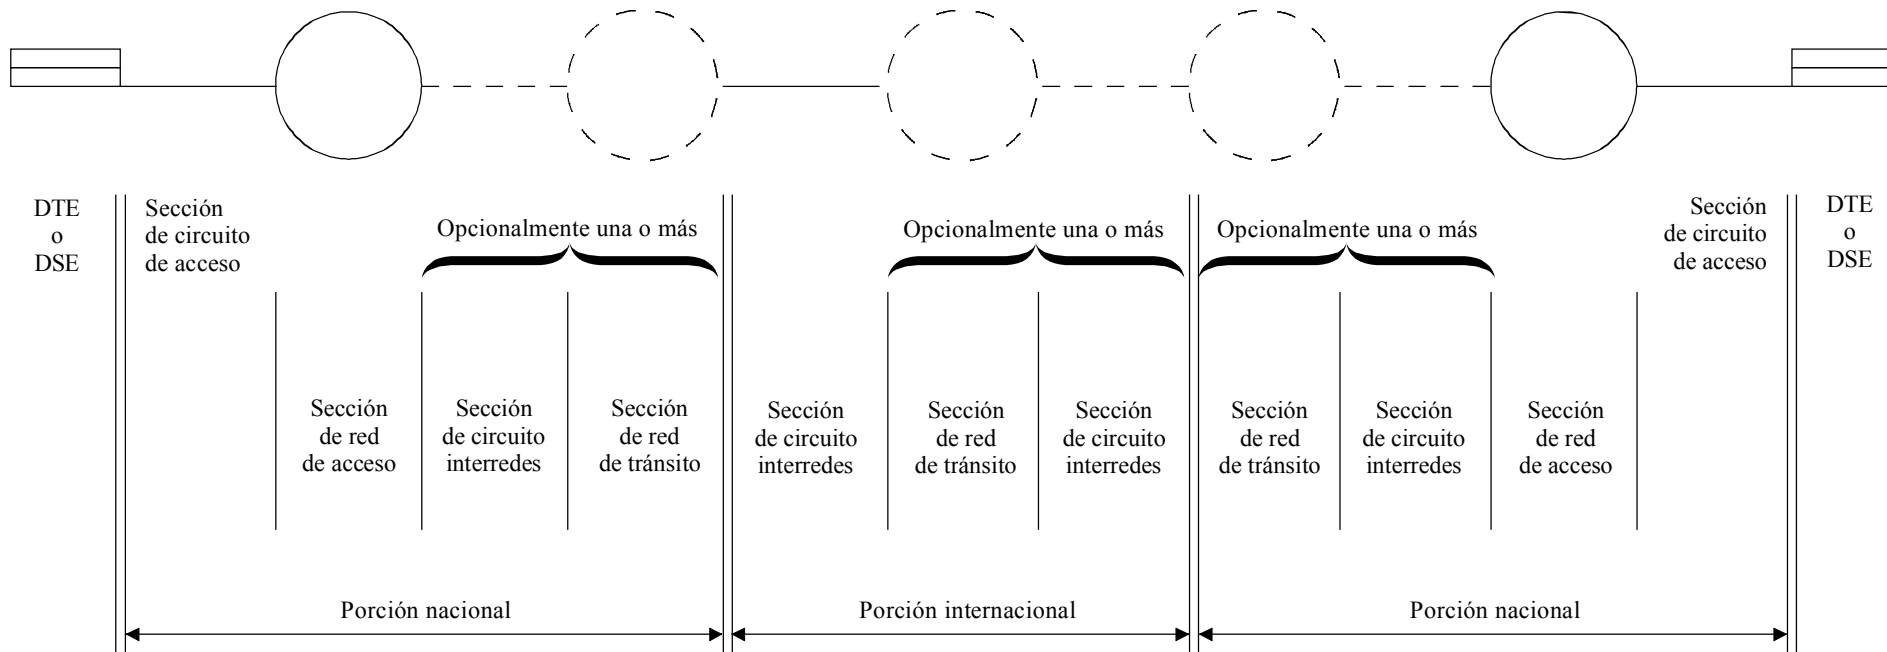 DTE
o
DSE
Sección
de circuito
de acceso
Opcionalmente una o más
Opcionalmente una o más
Opcionalmente una o más
Sección
de circuito
de acceso
DTE
o
DSE
Sección
de red
de acceso
Sección
de circuito
interredes
Sección
de red
de tránsito
Sección
de circuito
interredes
Sección
de red
de tránsito
Sección
de circuito
interredes
Sección
de red
de tránsito
Sección
de circuito
interredes
Sección
de red
de acceso
Porción nacional
Porción internacional
Porción nacional